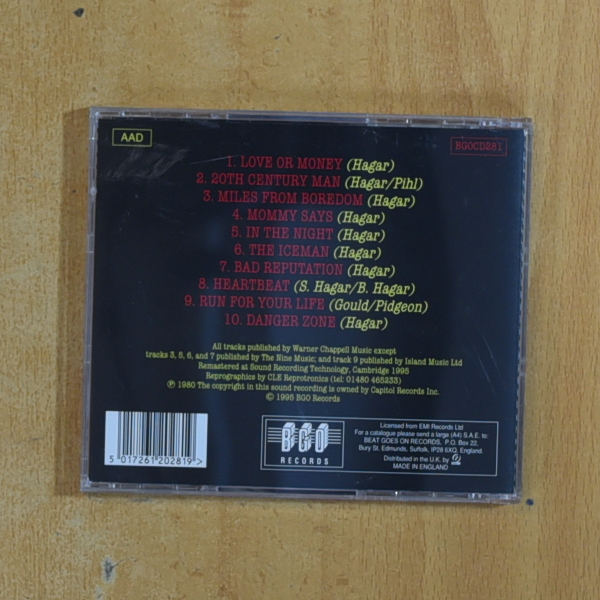 AAD
BGOCD281
1. LOVE OR MONEY (Hagar)
2. 20TH CENTURY MAN (Hagar/Pihl)
3. MILES FROM BOREDOM (Hagar)
4. MOMMY SAYS (Hagar)
5. IN THE NIGHT (Hagar)
6. THE ICEMAN (Hagar)
7. BAD REPUTATION (Hagar)
8. HEARTBEAT (S. Hagar/B. Hagar)
9. RUN FOR YOUR LIFE (Gould/Pidgeon)
10. DANGER ZONE (Hagar)
All tracks published by Warner Chappell Music except
tracks 3, 5, 6, and 7 published by The Nine Music; and track 9 published by Island Music Ltd
Remastered at Sound Recording Technology, Cambridge 1995
Reprographics by CLE Reprotronics (tel: 01480 465233)
℗ 1980 The copyright in this sound recording is owned by Capitol Records Inc.
© 1995 BGO Records
5 017261 202819 >
BGO
RECORDS
Licensed from EMI Records Ltd
For a catalogue please send a large (A4) S.A.E. to:
BEAT GOES ON RECORDS, P.O. Box 22,
Bury St. Edmunds, Suffolk, IP28 6XQ, England.
Distributed in the U.K. by
MADE IN ENGLAND